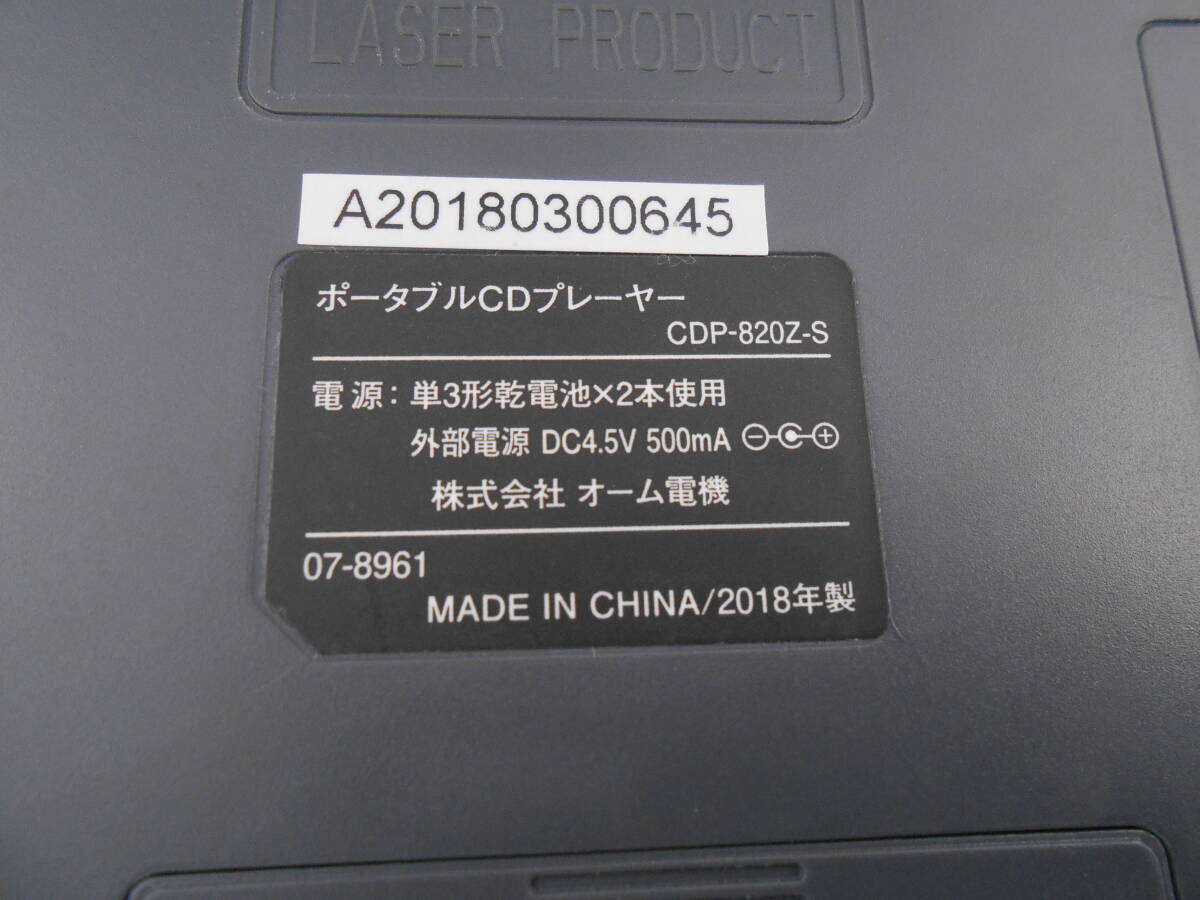 LASER PRODUCT
A20180300645
ポータブルCDプレーヤー
CDP-820Z-S
電源：単3形乾電池×2本使用
外部電源 DC4.5V 500mA
株式会社 オーム電機
07-8961
MADE IN CHINA/2018年製